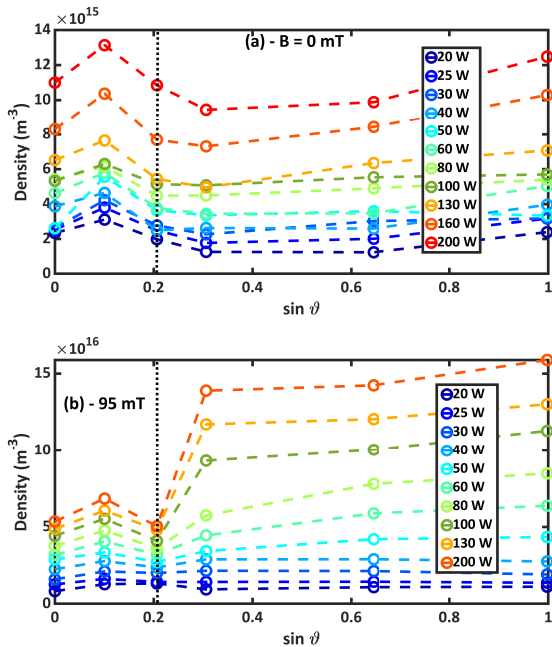 ×10^15
14
12
10
8
6
4
2
0
Density (m^-3)
(a) - B = 0 mT
20 W
25 W
30 W
40 W
50 W
60 W
80 W
100 W
130 W
160 W
200 W
0 0.2 0.4 0.6 0.8 1
sin ϑ
×10^16
15
10
5
0
Density (m^-3)
(b) - 95 mT
20 W
25 W
30 W
40 W
50 W
60 W
80 W
100 W
130 W
200 W
0 0.2 0.4 0.6 0.8 1
sin ϑ